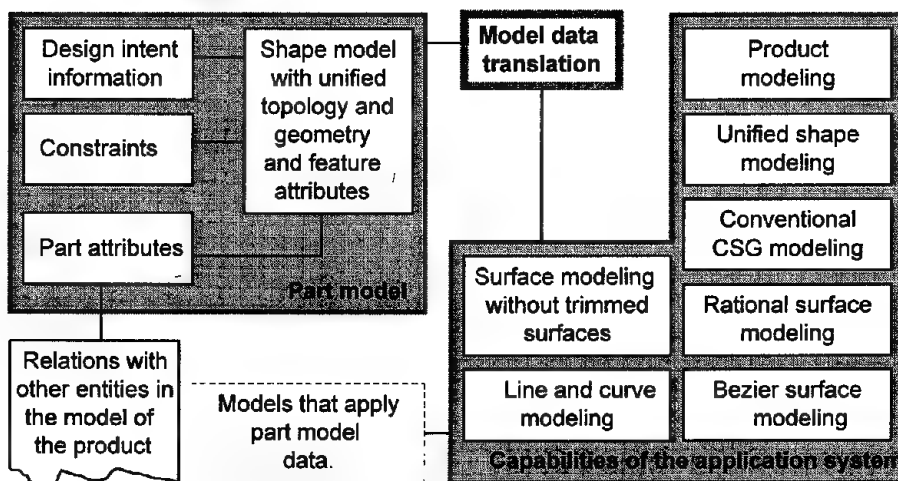 Design intent
information
Constraints
Part attributes
Shape model
with unified
topology and
geometry
and feature
attributes
Part model
Relations with
other entities in
the model of
the product
Models that apply
part model
data.
Model data
translation
Surface modeling
without trimmed
surfaces
Line and curve
modeling
Product
modeling
Unified shape
modeling
Conventional
CSG modeling
Rational surface
modeling
Bezier surface
modeling
Capabilities of the application system